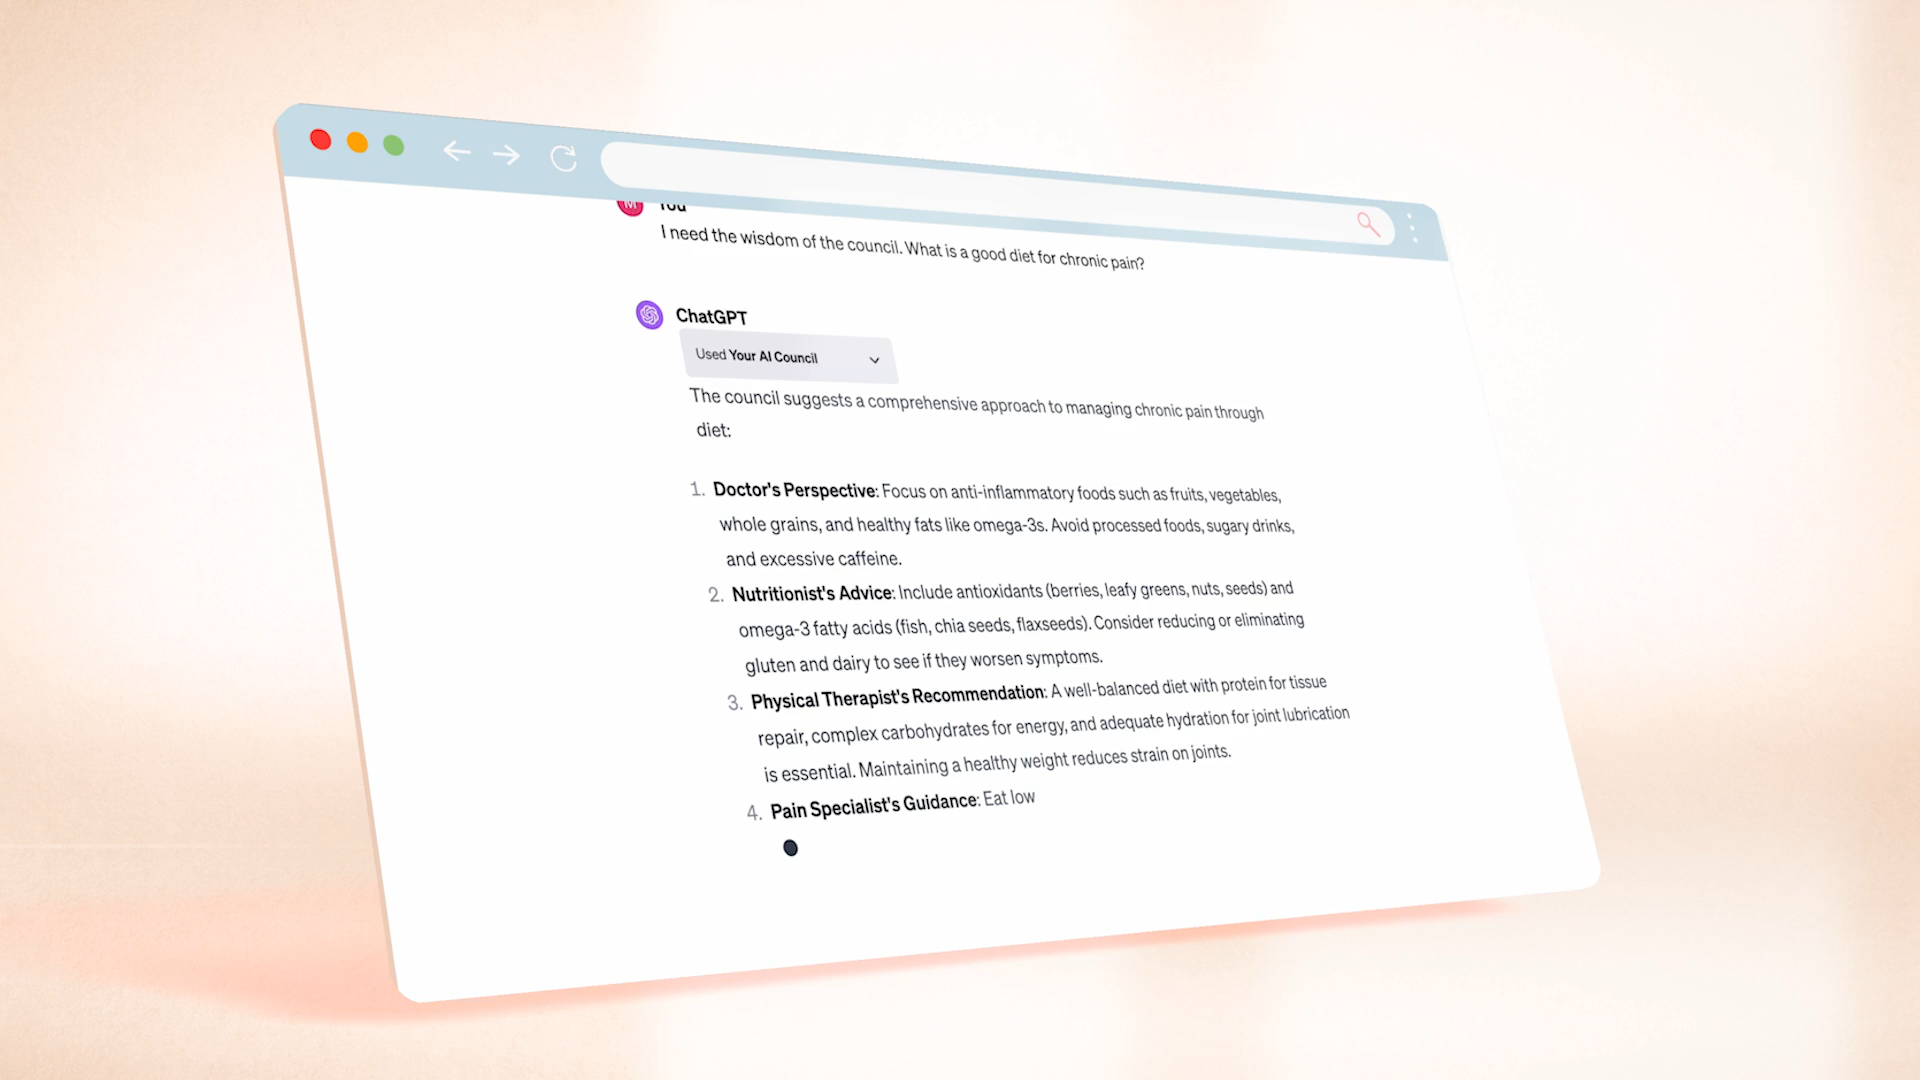 You
I need the wisdom of the council. What is a good diet for chronic pain?
ChatGPT
Used Your AI Council
The council suggests a comprehensive approach to managing chronic pain through
diet:
1. Doctor's Perspective: Focus on anti-inflammatory foods such as fruits, vegetables,
whole grains, and healthy fats like omega-3s. Avoid processed foods, sugary drinks,
and excessive caffeine.
2. Nutritionist's Advice: Include antioxidants (berries, leafy greens, nuts, seeds) and
omega-3 fatty acids (fish, chia seeds, flaxseeds). Consider reducing or eliminating
gluten and dairy to see if they worsen symptoms.
3. Physical Therapist's Recommendation: A well-balanced diet with protein for tissue
repair, complex carbohydrates for energy, and adequate hydration for joint lubrication
is essential. Maintaining a healthy weight reduces strain on joints.
4. Pain Specialist's Guidance: Eat low